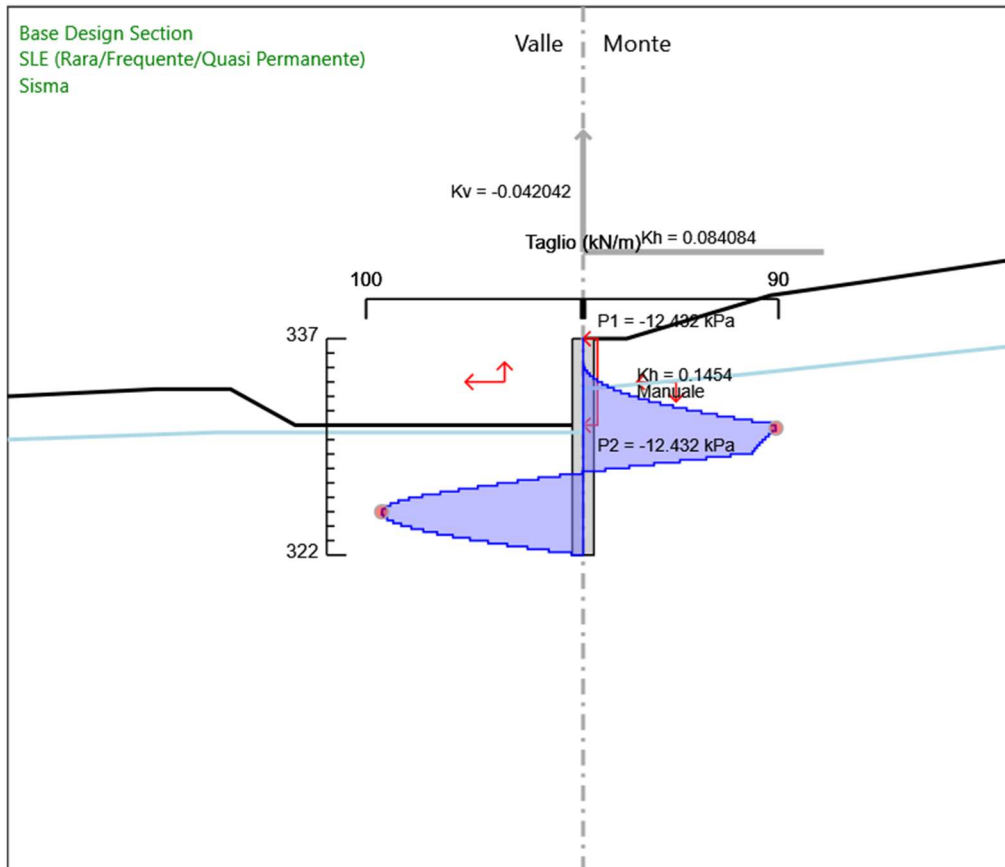 Base Design Section
SLE (Rara/Frequente/Quasi Permanente)
Sisma
Valle
Monte
Kv = -0.042042
Taglio (kN/m)
Kh = 0.084084
100
90
337
P1 = -12.432 kPa
Kh = 0.1454
Manuale
P2 = -12.432 kPa
322